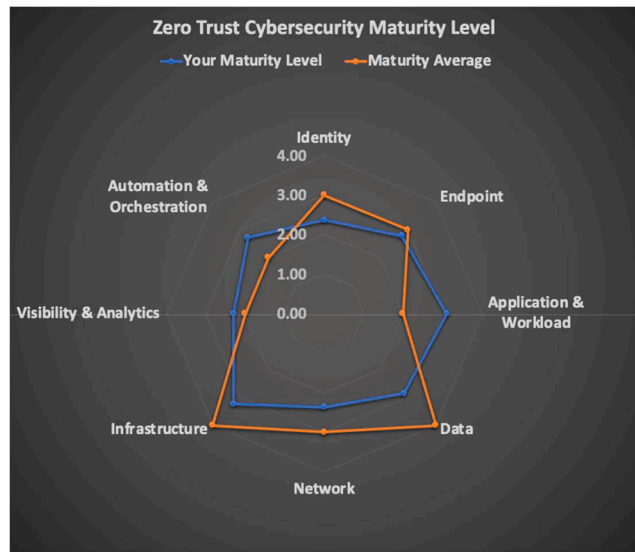 Zero Trust Cybersecurity Maturity Level
Your Maturity Level
Maturity Average
Identity
4.00
3.00
2.00
1.00
0.00
Endpoint
Application &
Workload
Data
Network
Infrastructure
Visibility & Analytics
Automation &
Orchestration